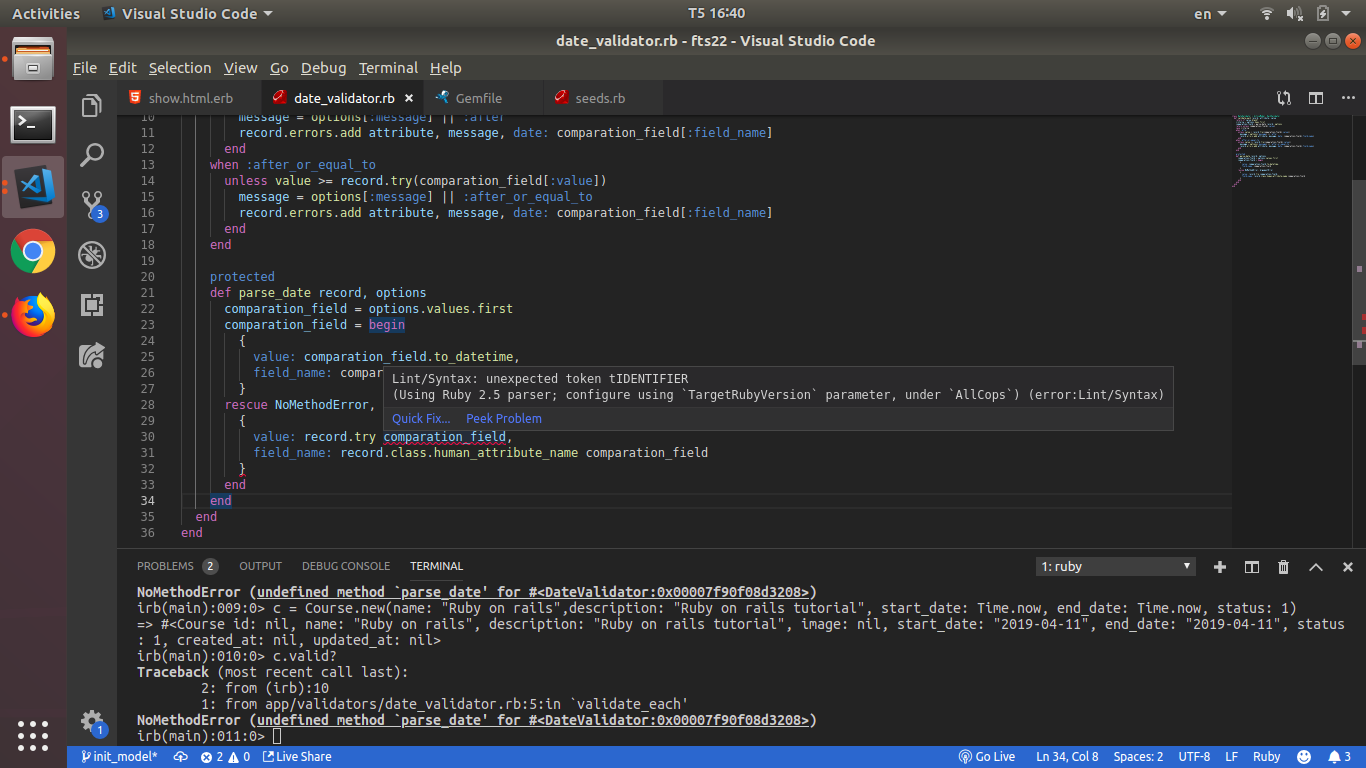 Activities Visual Studio Code T5 16:40 en
date_validator.rb - fts22 - Visual Studio Code
File Edit Selection View Go Debug Terminal Help
show.html.erb date_validator.rb × Gemfile seeds.rb
10 message = options[:message] || :after
11 record.errors.add attribute, message, date: comparation_field[:field_name]
12 end
13 when :after_or_equal_to
14 unless value >= record.try(comparation_field[:value])
15 message = options[:message] || :after_or_equal_to
16 record.errors.add attribute, message, date: comparation_field[:field_name]
17 end
18 end
19
20 protected
21 def parse_date record, options
22 comparation_field = options.values.first
23 comparation_field = begin
24 {
25 value: comparation_field.to_datetime,
26 field_name: compar
Lint/Syntax: unexpected token tIDENTIFIER
27 }
(Using Ruby 2.5 parser; configure using `TargetRubyVersion` parameter, under `AllCops`) (error:Lint/Syntax)
28 rescue NoMethodError,
Quick Fix... Peek Problem
29 {
30 value: record.try comparation_field,
31 field_name: record.class.human_attribute_name comparation_field
32 }
33 end
34 end
35 end
36 end
PROBLEMS 2 OUTPUT DEBUG CONSOLE TERMINAL 1: ruby
NoMethodError (undefined method `parse_date' for #<DateValidator:0x00007f90f08d3208>)
irb(main):009:0> c = Course.new(name: "Ruby on rails",description: "Ruby on rails tutorial", start_date: Time.now, end_date: Time.now, status: 1)
=> #<Course id: nil, name: "Ruby on rails", description: "Ruby on rails tutorial", image: nil, start_date: "2019-04-11", end_date: "2019-04-11", status
: 1, created_at: nil, updated_at: nil>
irb(main):010:0> c.valid?
Traceback (most recent call last):
2: from (irb):10
1: from app/validators/date_validator.rb:5:in `validate_each'
NoMethodError (undefined method `parse_date' for #<DateValidator:0x00007f90f08d3208>)
irb(main):011:0>
3
1
init_model* 2 0 Live Share Go Live Ln 34, Col 8 Spaces: 2 UTF-8 LF Ruby 3